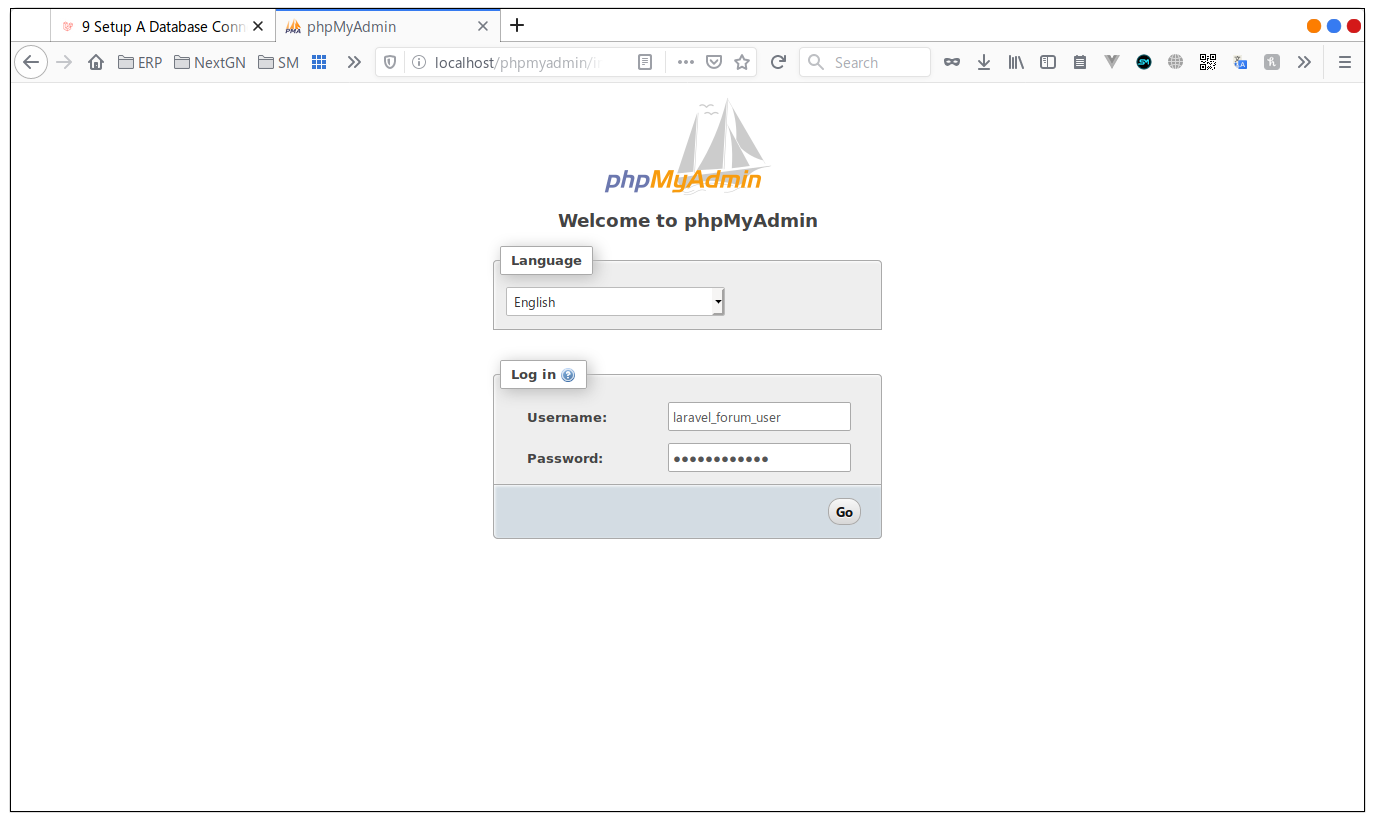 9 Setup A Database Conn
phpMyAdmin
ERP
NextGN
SM
localhost/phpmyadmin/i
Search
phpMyAdmin
Welcome to phpMyAdmin
Language
English
Log in
Username: laravel_forum_user
Password: ●●●●●●●●●●●●
Go